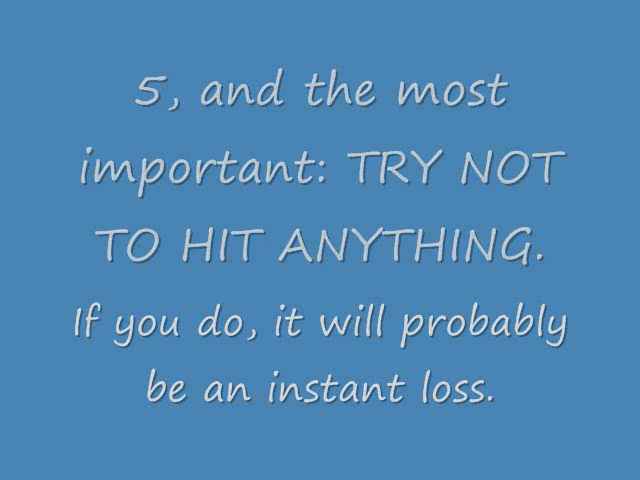 5, and the most
important: TRY NOT
TO HIT ANYTHING.
If you do, it will probably
be an instant loss.